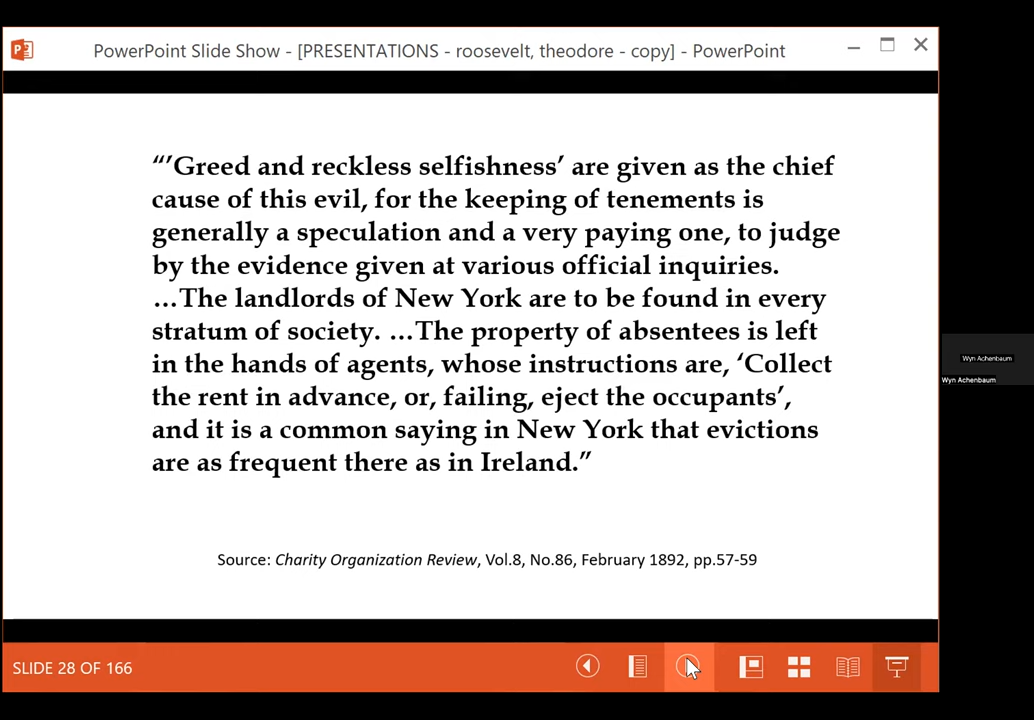 PowerPoint Slide Show - [PRESENTATIONS - roosevelt, theodore - copy] - PowerPoint
“’Greed and reckless selfishness’ are given as the chief
cause of this evil, for the keeping of tenements is
generally a speculation and a very paying one, to judge
by the evidence given at various official inquiries.
…The landlords of New York are to be found in every
stratum of society. …The property of absentees is left
in the hands of agents, whose instructions are, ‘Collect
the rent in advance, or, failing, eject the occupants’,
and it is a common saying in New York that evictions
are as frequent there as in Ireland.”
Source: Charity Organization Review, Vol.8, No.86, February 1892, pp.57-59
SLIDE 28 OF 166
Wyn Achenbaum
Wyn Achenbaum